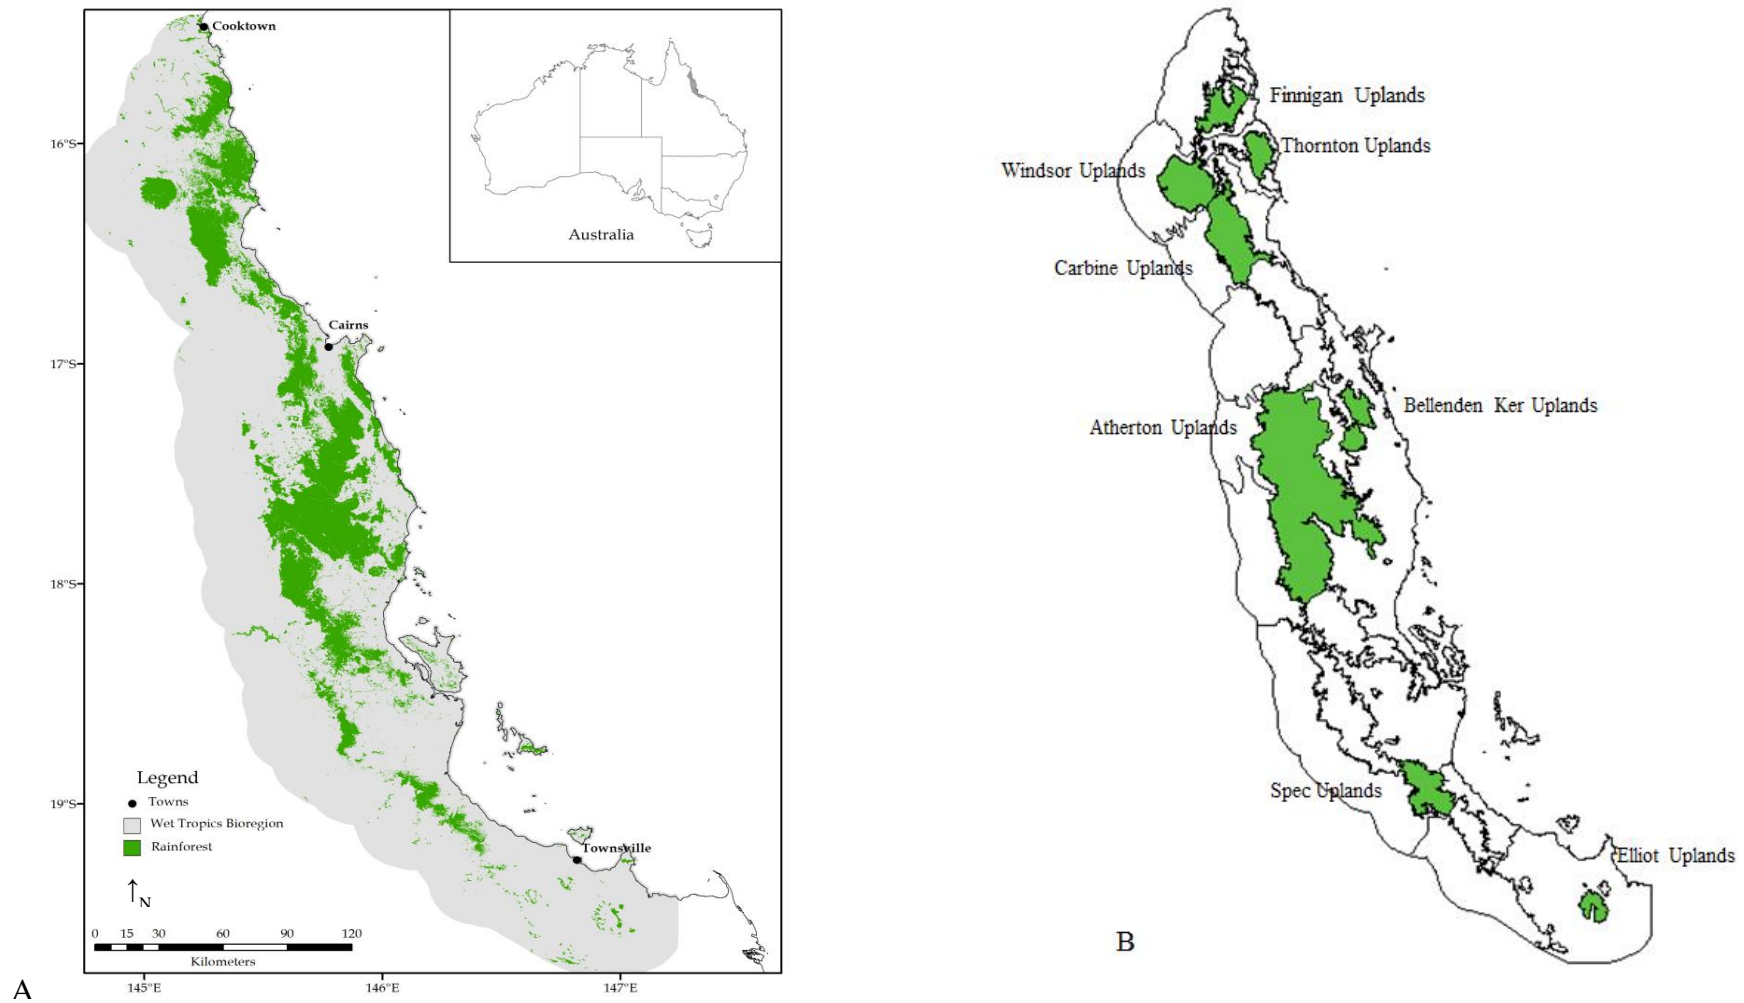 Cooktown
Australia
16°S
Cairns
17°S
18°S
Legend
Towns
Wet Tropics Bioregion
Rainforest
19°S
N
Townsville
0 15 30 60 90 120
Kilometers
145°E 146°E 147°E
A
Finnigan Uplands
Thornton Uplands
Windsor Uplands
Carbine Uplands
Bellenden Ker Uplands
Atherton Uplands
Spec Uplands
Elliot Uplands
B